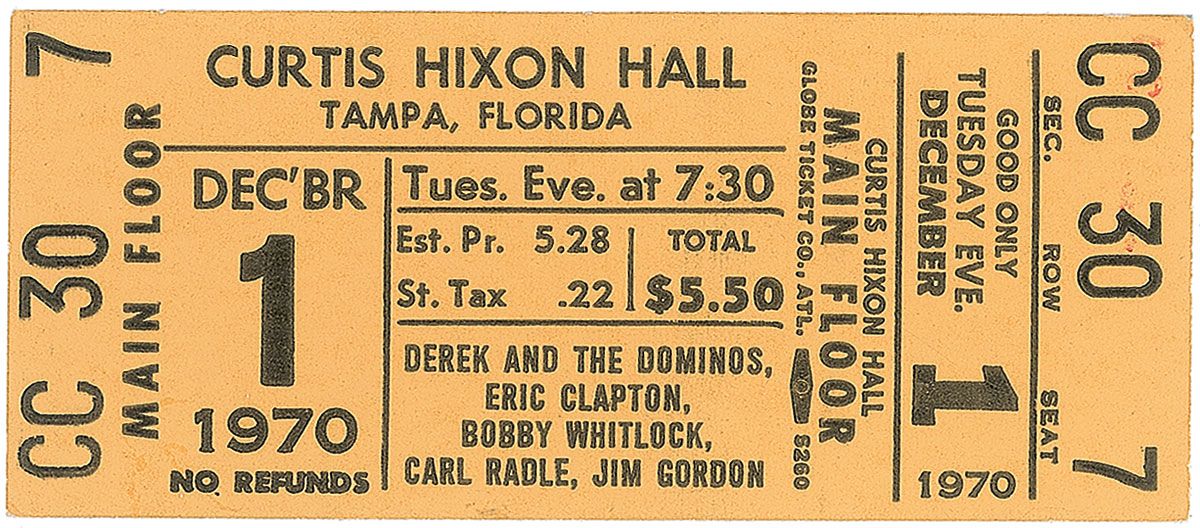 7
CC 30
MAIN FLOOR
CURTIS HIXON HALL
TAMPA, FLORIDA
DEC'BR
1
1970
NO REFUNDS
Tues. Eve. at 7:30
Est. Pr. 5.28
St. Tax .22
TOTAL
$5.50
DEREK AND THE DOMINOS,
ERIC CLAPTON,
BOBBY WHITLOCK,
CARL RADLE, JIM GORDON
GLOBE TICKET CO., ATL. S260
MAIN FLOOR
CURTIS HIXON HALL
GOOD ONLY
TUESDAY EVE.
DECEMBER
1
1970
SEC. ROW SEAT
CC 30 7